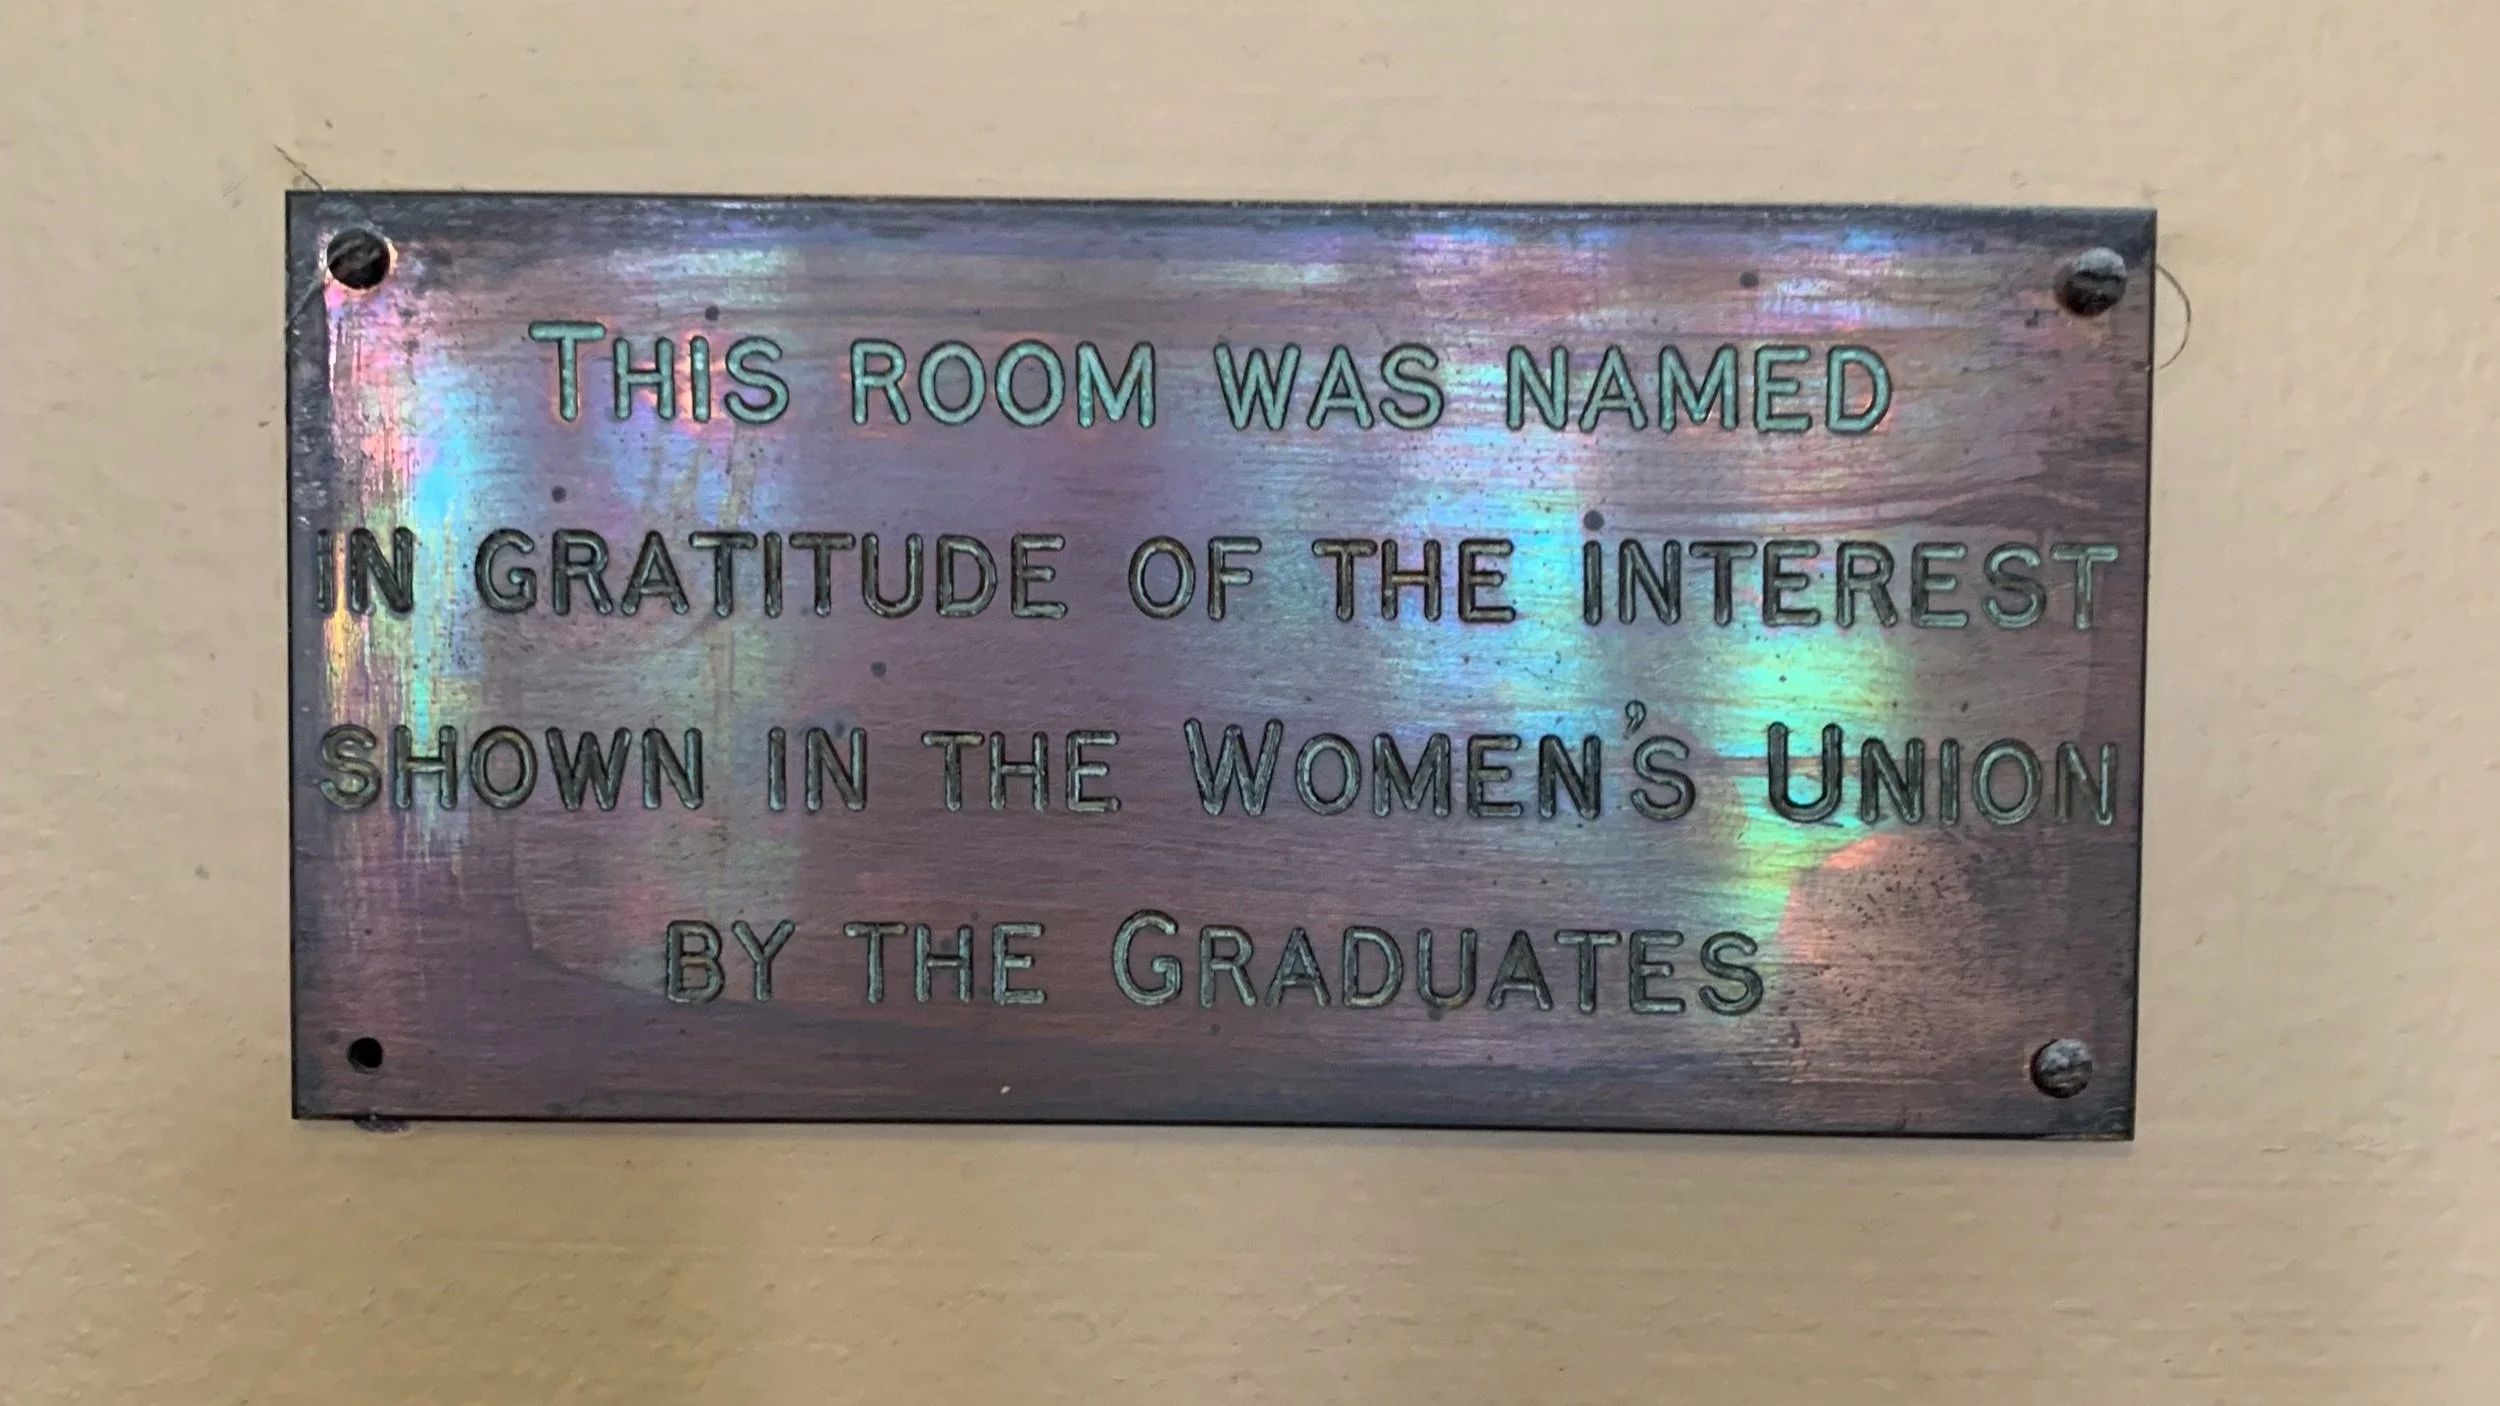 THIS ROOM WAS NAMED
IN GRATITUDE OF THE INTEREST
SHOWN IN THE WOMEN'S UNION
BY THE GRADUATES